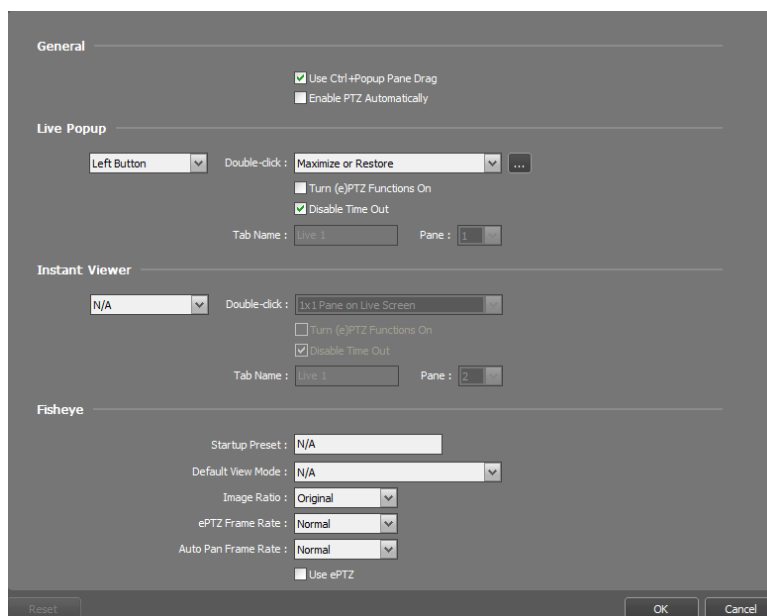 General
Use Ctrl+Popup Pane Drag
Enable PTZ Automatically
Live Popup
Left Button Double-click : Maximize or Restore ...
Turn (e)PTZ Functions On
Disable Time Out
Tab Name : Live 1 Pane : 1
Instant Viewer
N/A Double-click : 1x1 Pane on Live Screen
Turn (e)PTZ Functions On
Disable Time Out
Tab Name : Live 1 Pane : 2
Fisheye
Startup Preset : N/A
Default View Mode : N/A
Image Ratio : Original
ePTZ Frame Rate : Normal
Auto Pan Frame Rate : Normal
Use ePTZ
Reset OK Cancel